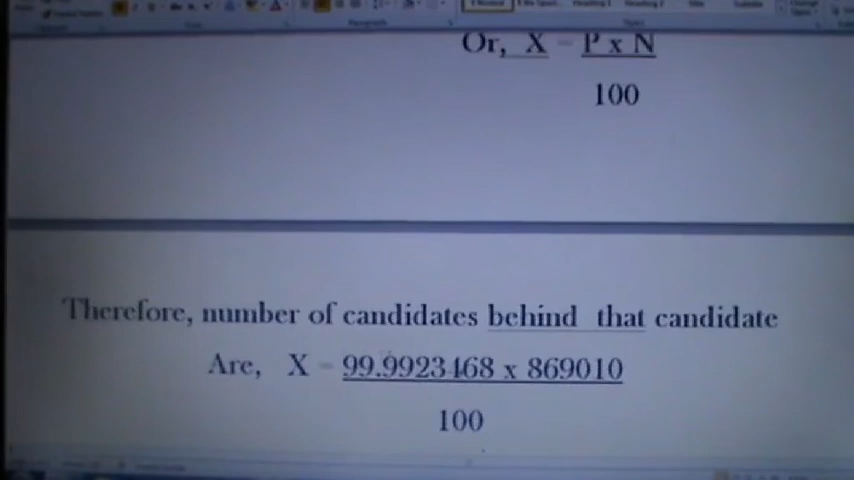 Or, X = P x N
100
Therefore, number of candidates behind that candidate
Are, X = 99.9923468 x 869010
100